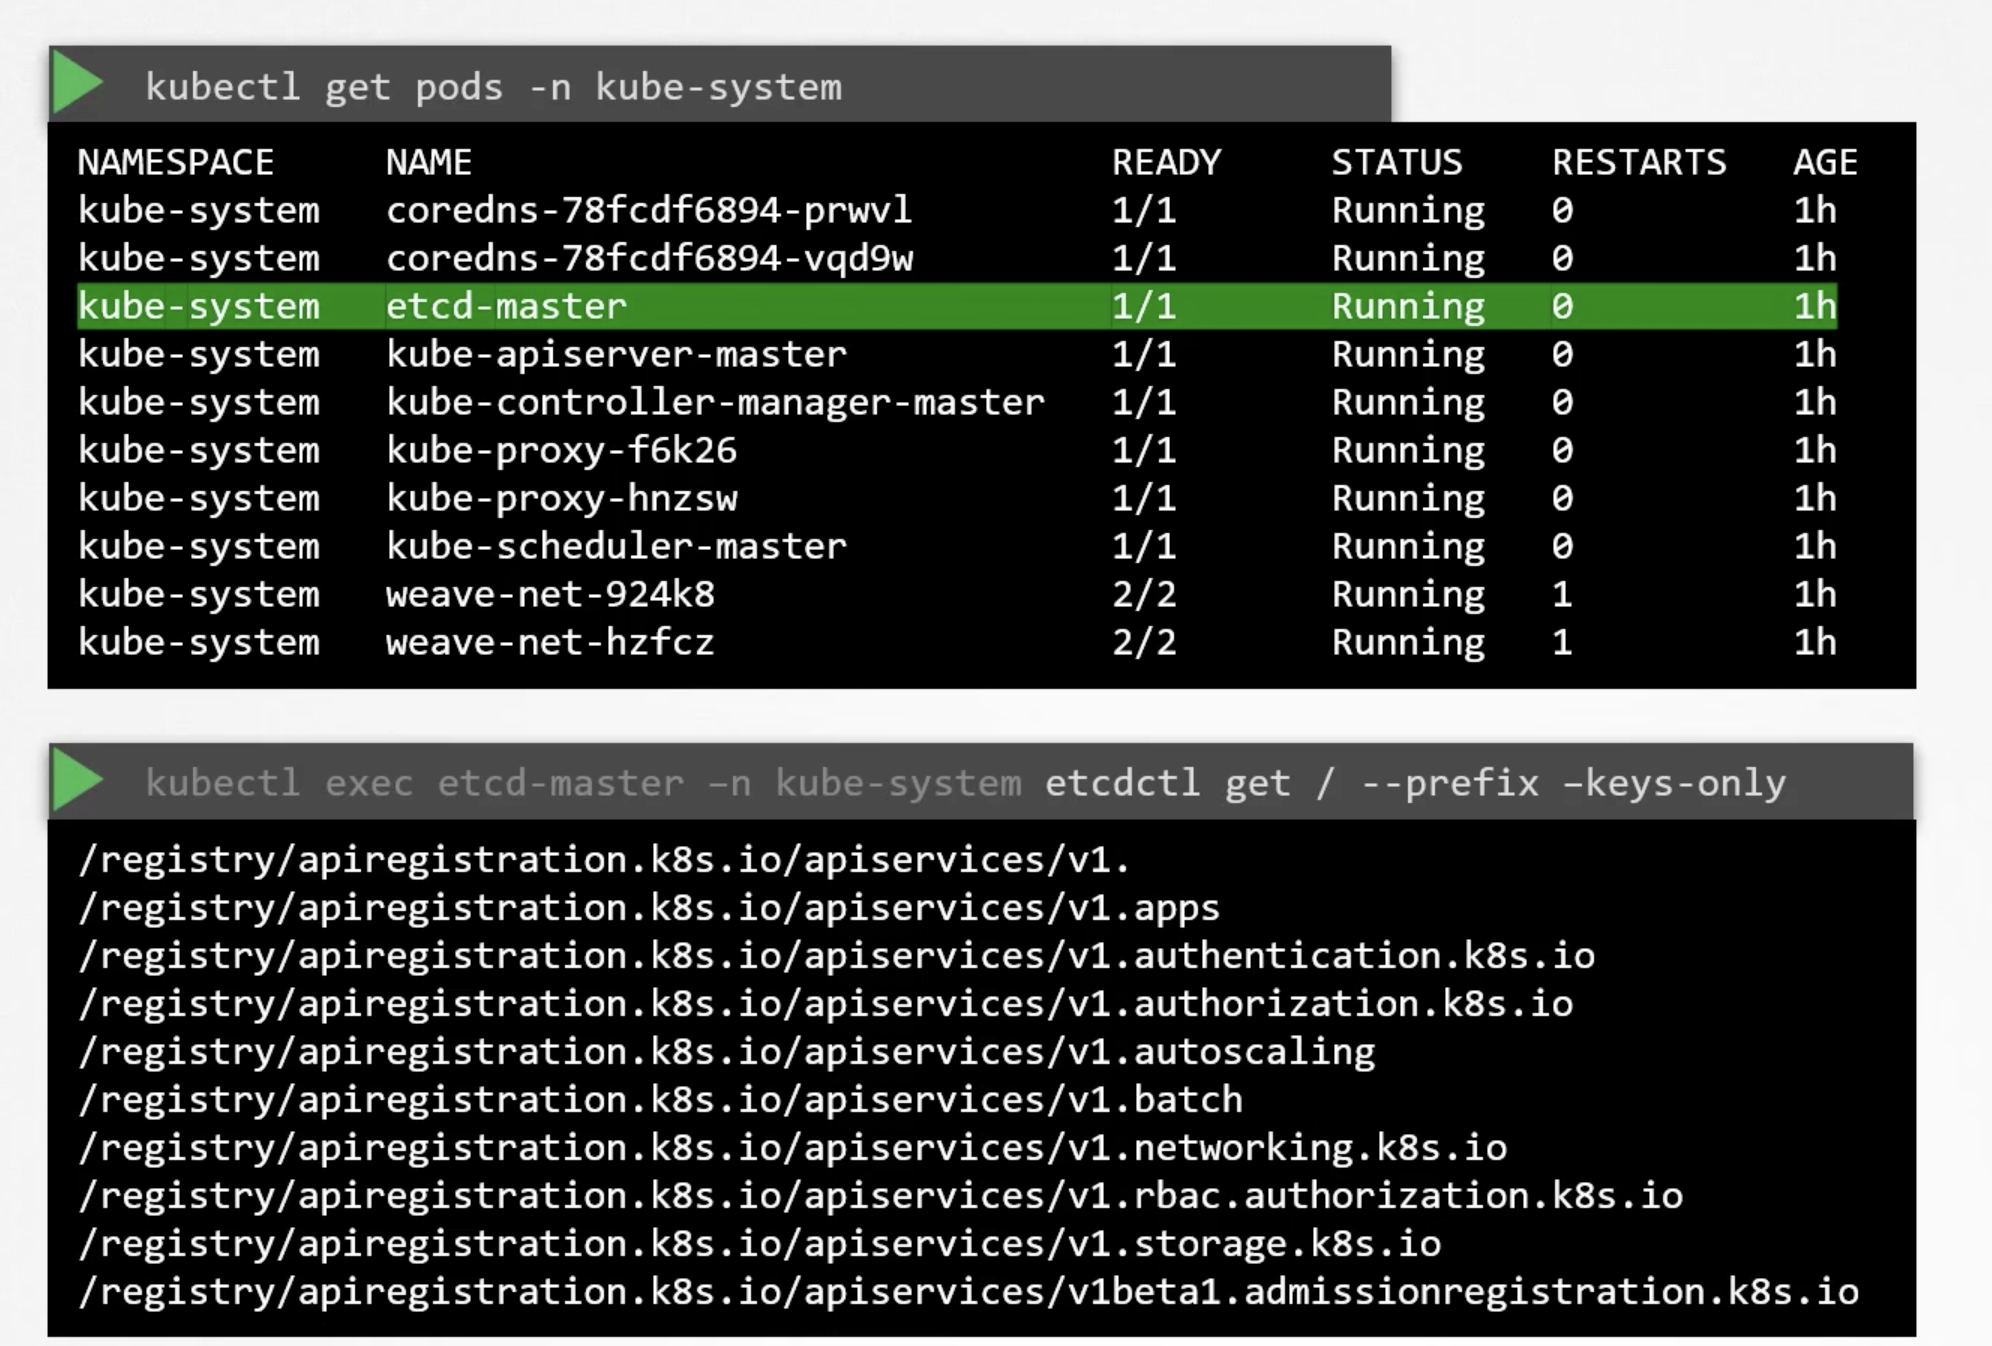 kubectl get pods -n kube-system
NAMESPACE NAME READY STATUS RESTARTS AGE
kube-system coredns-78fcdf6894-prwvl 1/1 Running 0 1h
kube-system coredns-78fcdf6894-vqd9w 1/1 Running 0 1h
kube-system etcd-master 1/1 Running 0 1h
kube-system kube-apiserver-master 1/1 Running 0 1h
kube-system kube-controller-manager-master 1/1 Running 0 1h
kube-system kube-proxy-f6k26 1/1 Running 0 1h
kube-system kube-proxy-hnzsw 1/1 Running 0 1h
kube-system kube-scheduler-master 1/1 Running 0 1h
kube-system weave-net-924k8 2/2 Running 1 1h
kube-system weave-net-hzfcz 2/2 Running 1 1h
kubectl exec etcd-master –n kube-system etcdctl get / --prefix –keys-only
/registry/apiregistration.k8s.io/apiservices/v1.
/registry/apiregistration.k8s.io/apiservices/v1.apps
/registry/apiregistration.k8s.io/apiservices/v1.authentication.k8s.io
/registry/apiregistration.k8s.io/apiservices/v1.authorization.k8s.io
/registry/apiregistration.k8s.io/apiservices/v1.autoscaling
/registry/apiregistration.k8s.io/apiservices/v1.batch
/registry/apiregistration.k8s.io/apiservices/v1.networking.k8s.io
/registry/apiregistration.k8s.io/apiservices/v1.rbac.authorization.k8s.io
/registry/apiregistration.k8s.io/apiservices/v1.storage.k8s.io
/registry/apiregistration.k8s.io/apiservices/v1beta1.admissionregistration.k8s.io